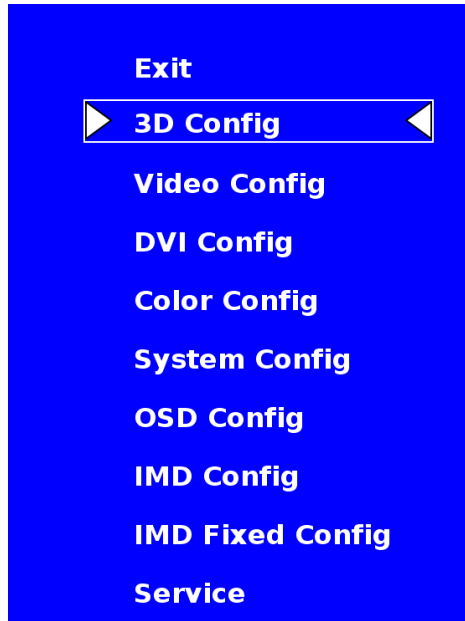 Exit
3D Config
Video Config
DVI Config
Color Config
System Config
OSD Config
IMD Config
IMD Fixed Config
Service